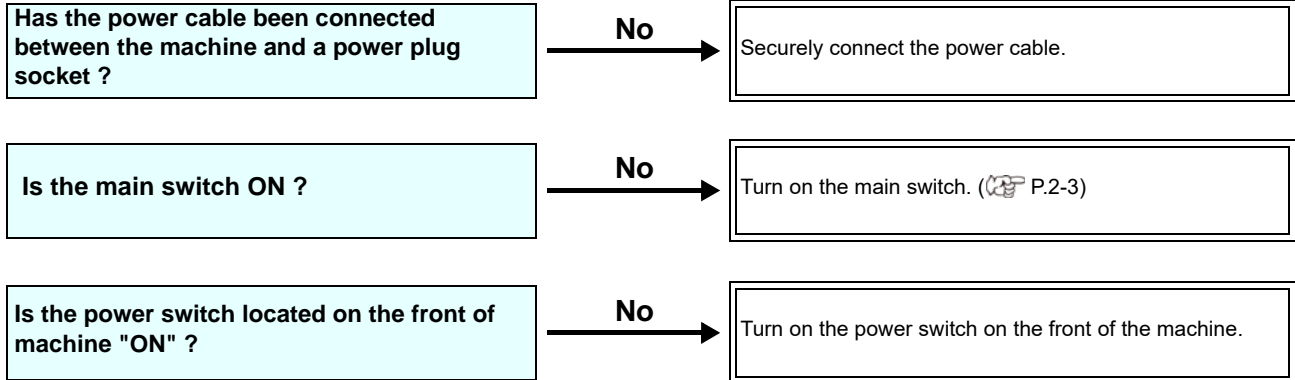 Has the power cable been connected
between the machine and a power plug
socket ?
No
Securely connect the power cable.
Is the main switch ON ?
No
Turn on the main switch. ( P.2-3)
Is the power switch located on the front of
machine "ON" ?
No
Turn on the power switch on the front of the machine.